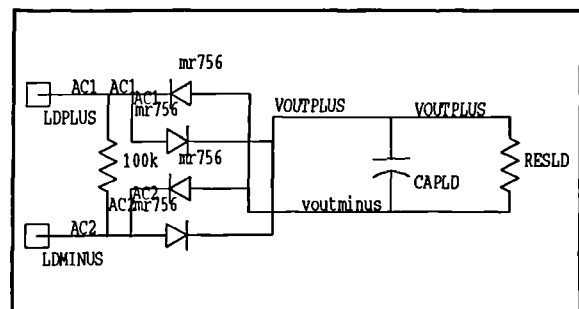 mr756
AC1 AC1
AC1
mr756
VOUTPLUS VOUTPLUS
LDPLUS
100k mr756
RESLD
CAPLD
AC2
AC2 mr756
voutminus
AC2
LDMINUS